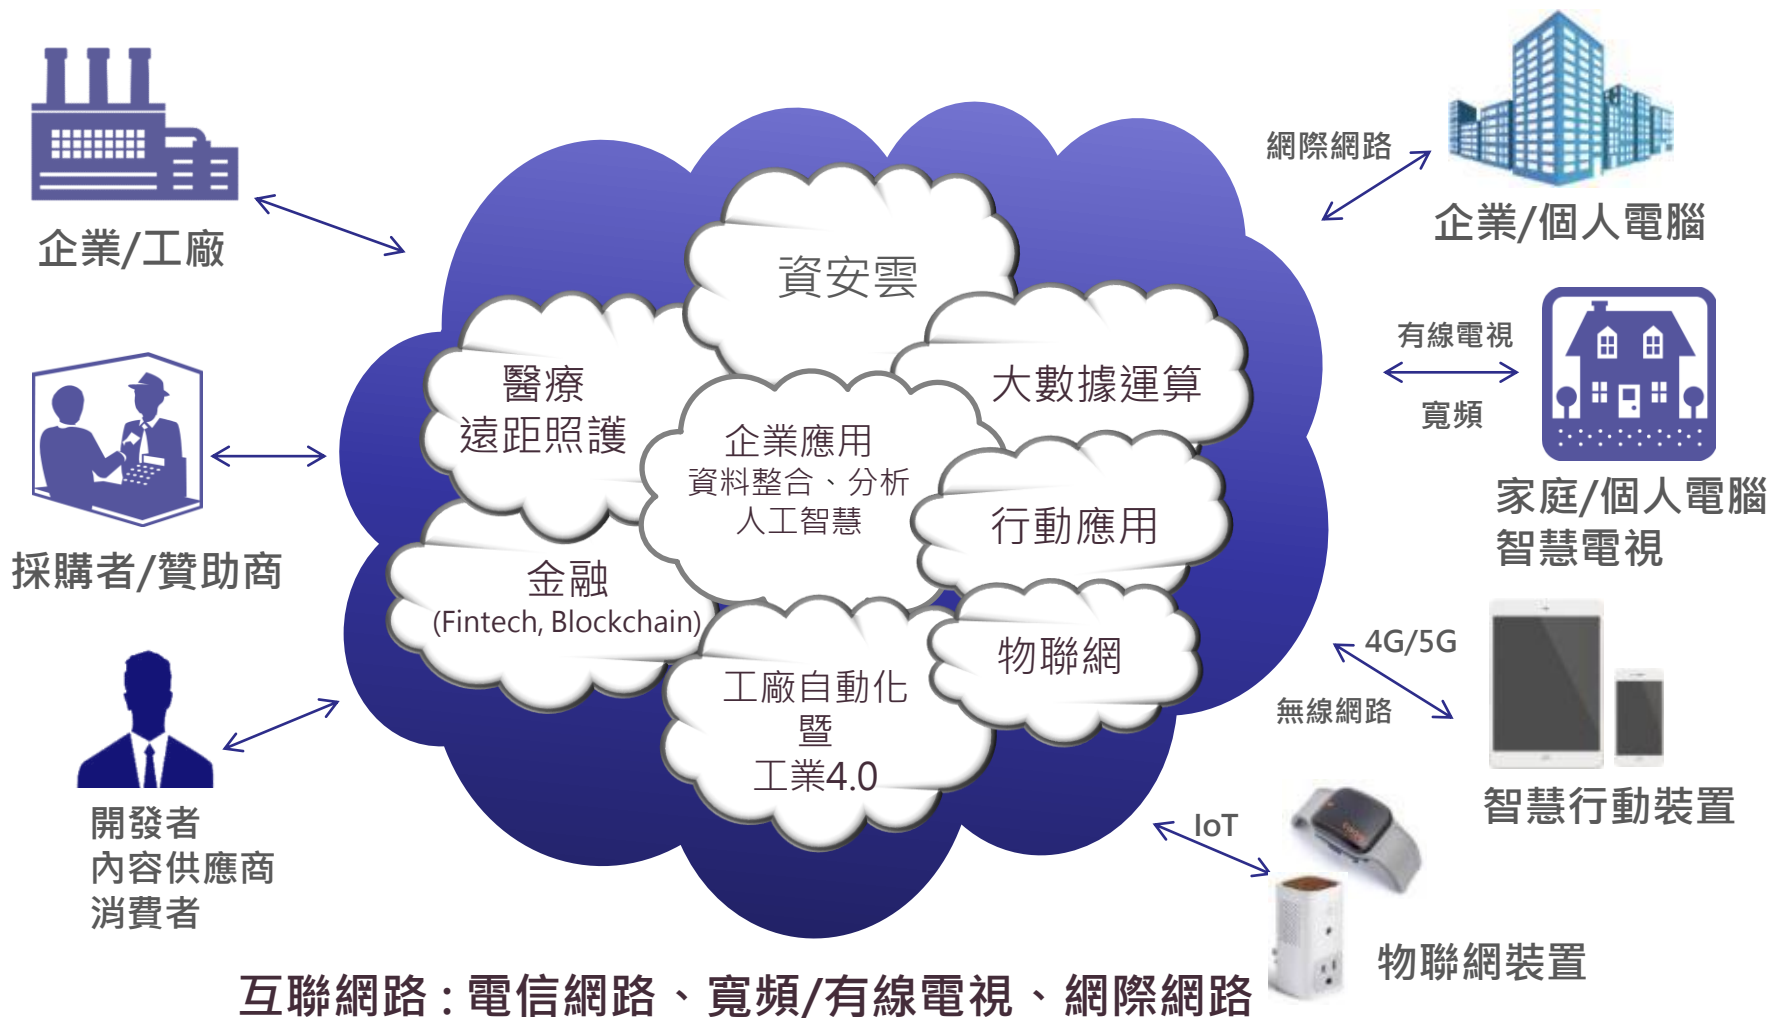 企業/工廠
採購者/贊助商
開發者
內容供應商
消費者
資安雲
醫療
遠距照護
大數據運算
企業應用
資料整合、分析
人工智慧
行動應用
金融
(Fintech, Blockchain)
物聯網
工廠自動化
暨
工業4.0
網際網路
企業/個人電腦
有線電視
寬頻
家庭/個人電腦
智慧電視
4G/5G
無線網路
智慧行動裝置
IoT
物聯網裝置
互聯網路 : 電信網路、寬頻/有線電視、網際網路